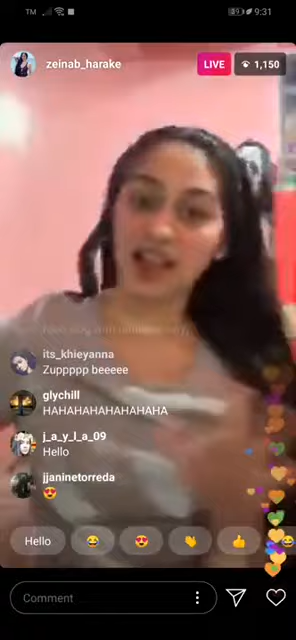 TM 9:31
zeinab_harake LIVE 1,150
its_khieyanna
Zuppppp beeeee
glychill
HAHAHAHAHAHAHAHA
j_a_y_l_a_09
Hello
jjaninetorreda
😍
Hello 😂 😍 👏 👍 😂
Comment